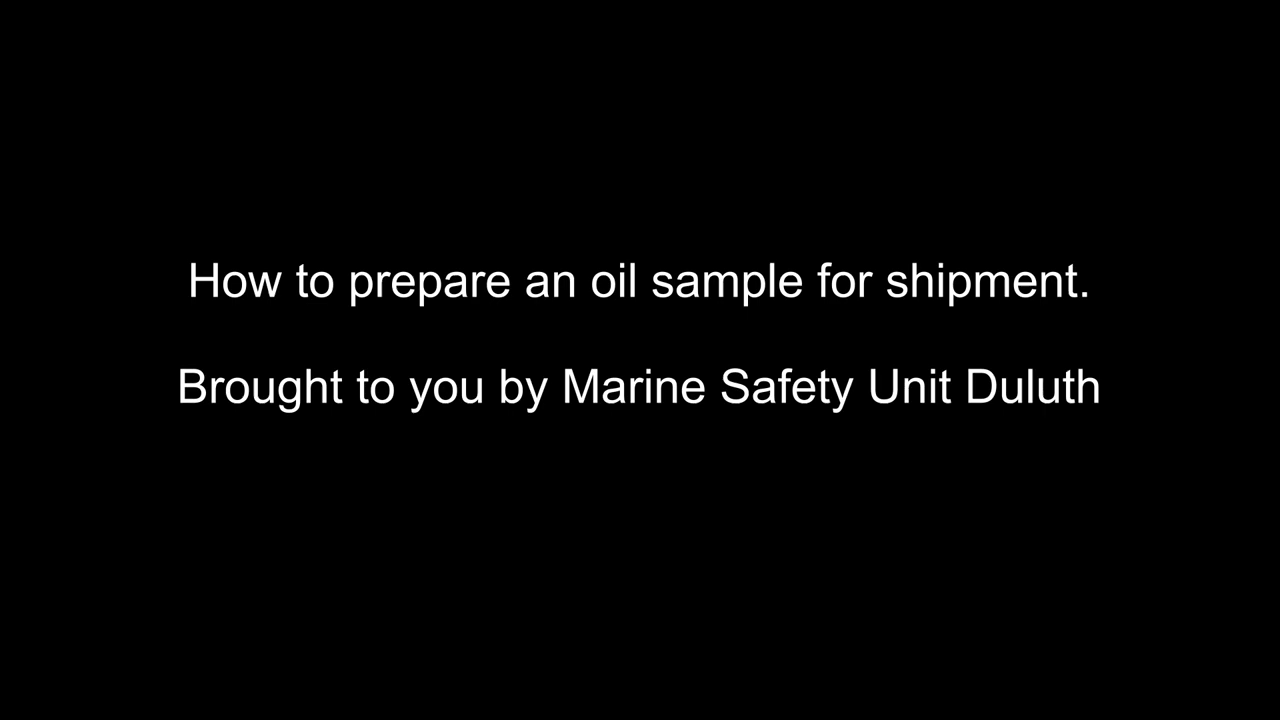 How to prepare an oil sample for shipment.
Brought to you by Marine Safety Unit Duluth